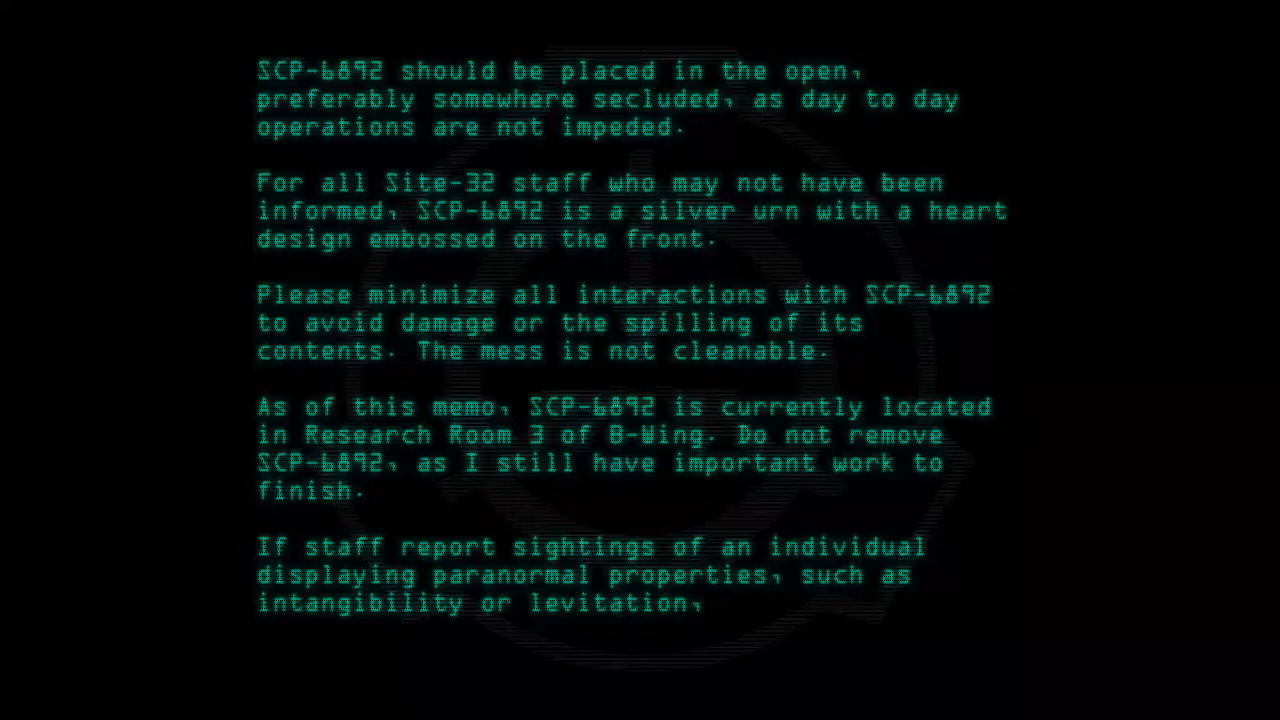 SCP-6892 should be placed in the open,
preferably somewhere secluded, as day to day
operations are not impeded.
For all Site-32 staff who may not have been
informed, SCP-6892 is a silver urn with a heart
design embossed on the front.
Please minimize all interactions with SCP-6892
to avoid damage or the spilling of its
contents. The mess is not cleanable.
As of this memo, SCP-6892 is currently located
in Research Room 3 of B-Wing. Do not remove
SCP-6892, as I still have important work to
finish.
If staff report sightings of an individual
displaying paranormal properties, such as
intangibility or levitation,